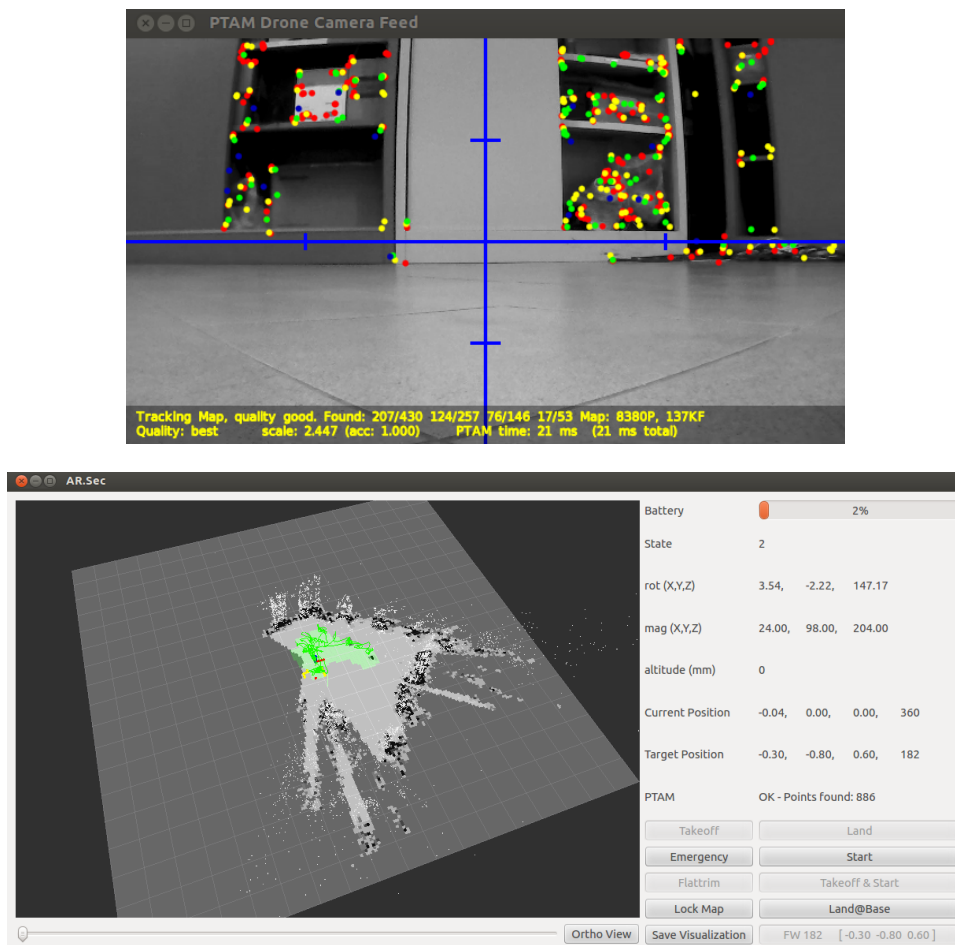 PTAM Drone Camera Feed
Tracking Map, quality good. Found: 207/430 124/257 76/146 17/53 Map: 8380P, 137KF
Quality: best scale: 2.447 (acc: 1.000) PTAM time: 21 ms (21 ms total)
AR.Sec
Battery 2%
State 2
rot (X,Y,Z) 3.54, -2.22, 147.17
mag (X,Y,Z) 24.00, 98.00, 204.00
altitude (mm) 0
Current Position -0.04, 0.00, 0.00, 360
Target Position -0.30, -0.80, 0.60, 182
PTAM OK - Points found: 886
Takeoff Land
Emergency Start
Flattrim Takeoff & Start
Lock Map Land@Base
Ortho View Save Visualization FW 182 [ -0.30 -0.80 0.60 ]